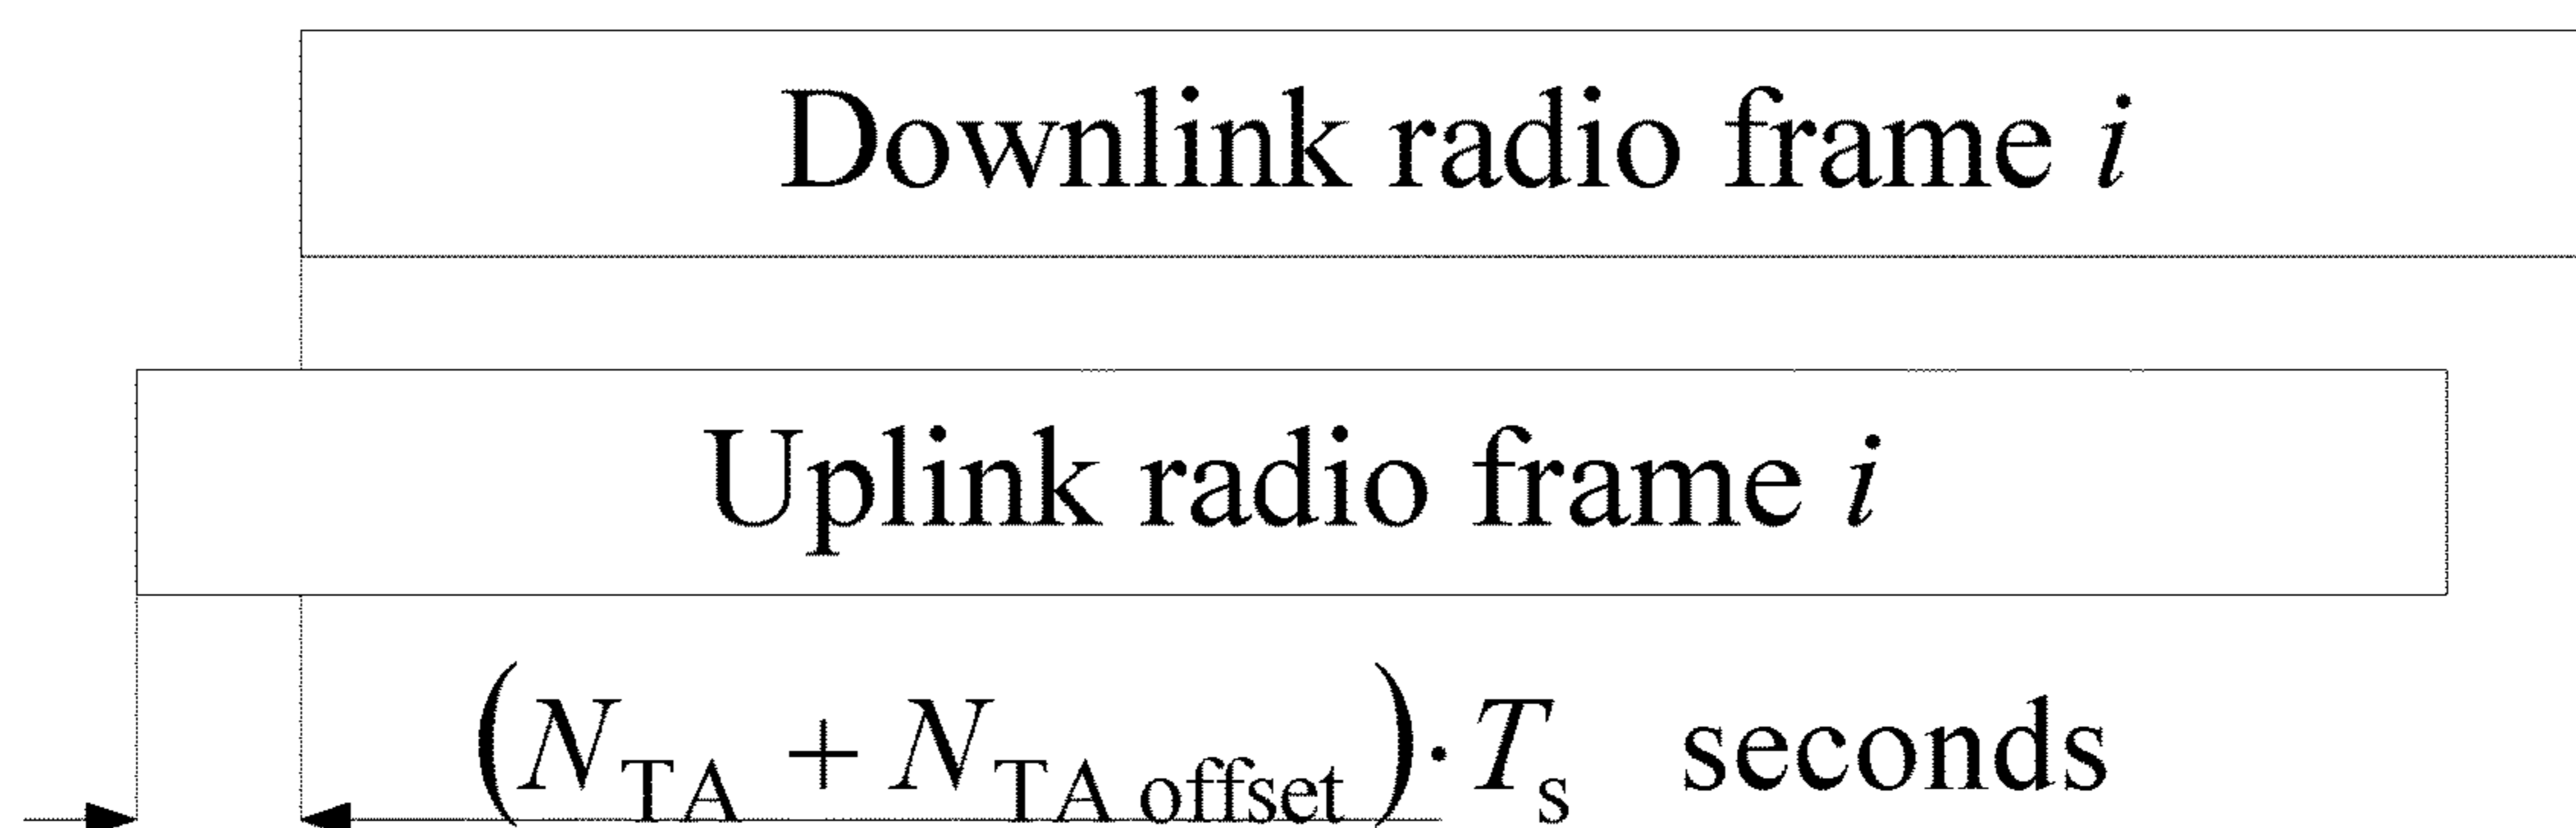 Downlink radio frame i
Uplink radio frame i
(N_TA + N_TA offset) · T_s seconds